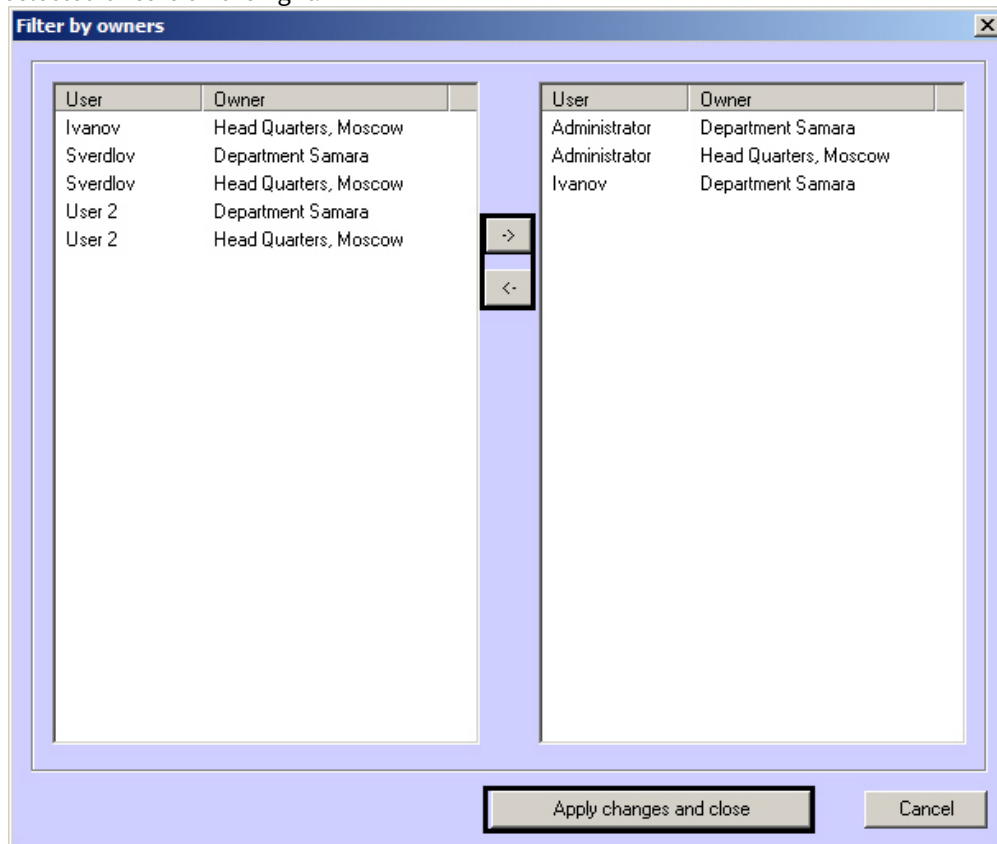 Filter by owners
User Owner
Ivanov Head Quarters, Moscow
Sverdlov Department Samara
Sverdlov Head Quarters, Moscow
User 2 Department Samara
User 2 Head Quarters, Moscow
->
<-
User Owner
Administrator Department Samara
Administrator Head Quarters, Moscow
Ivanov Department Samara
Apply changes and close Cancel